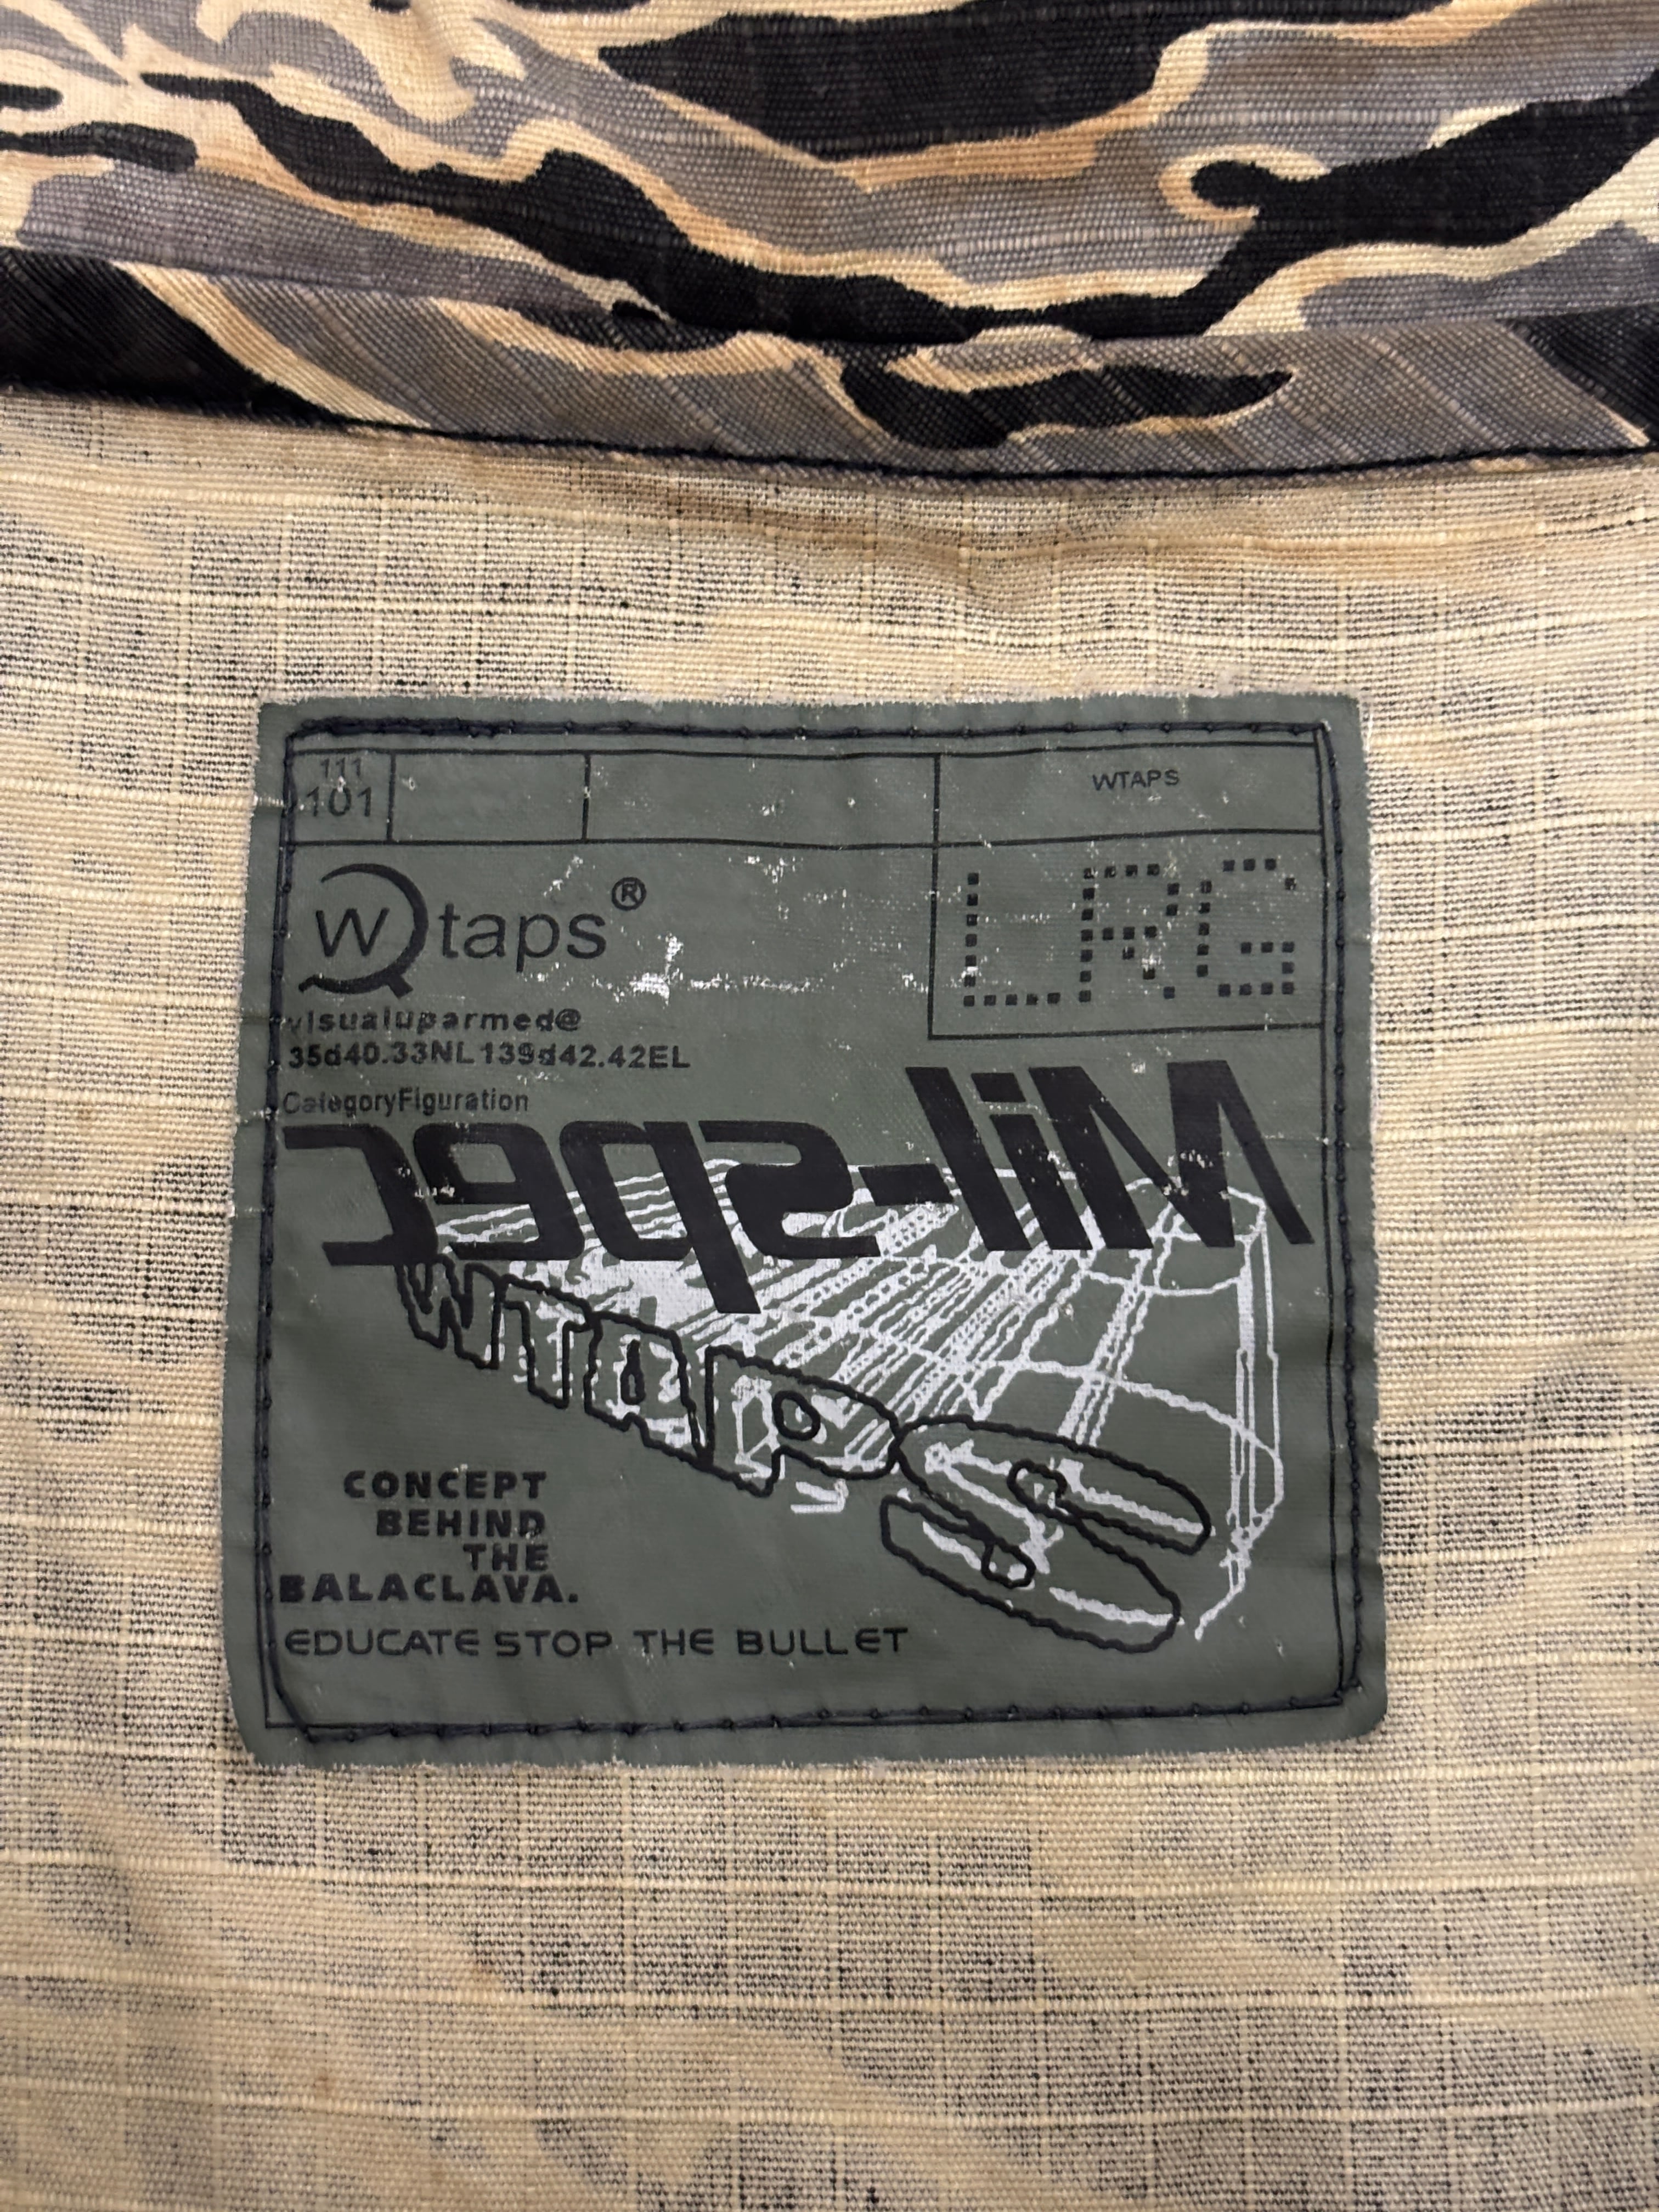 111
101
WTAPS
Wtaps®
LRG
visualuparmed@
35d40.33NL139d42.42EL
CategoryFiguration
Mil-spec
WTAPS
CONCEPT
BEHIND
THE
BALACLAVA.
EDUCATE STOP THE BULLET